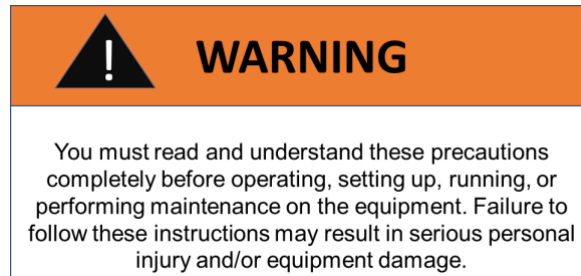 !
WARNING
You must read and understand these precautions
completely before operating, setting up, running, or
performing maintenance on the equipment. Failure to
follow these instructions may result in serious personal
injury and/or equipment damage.